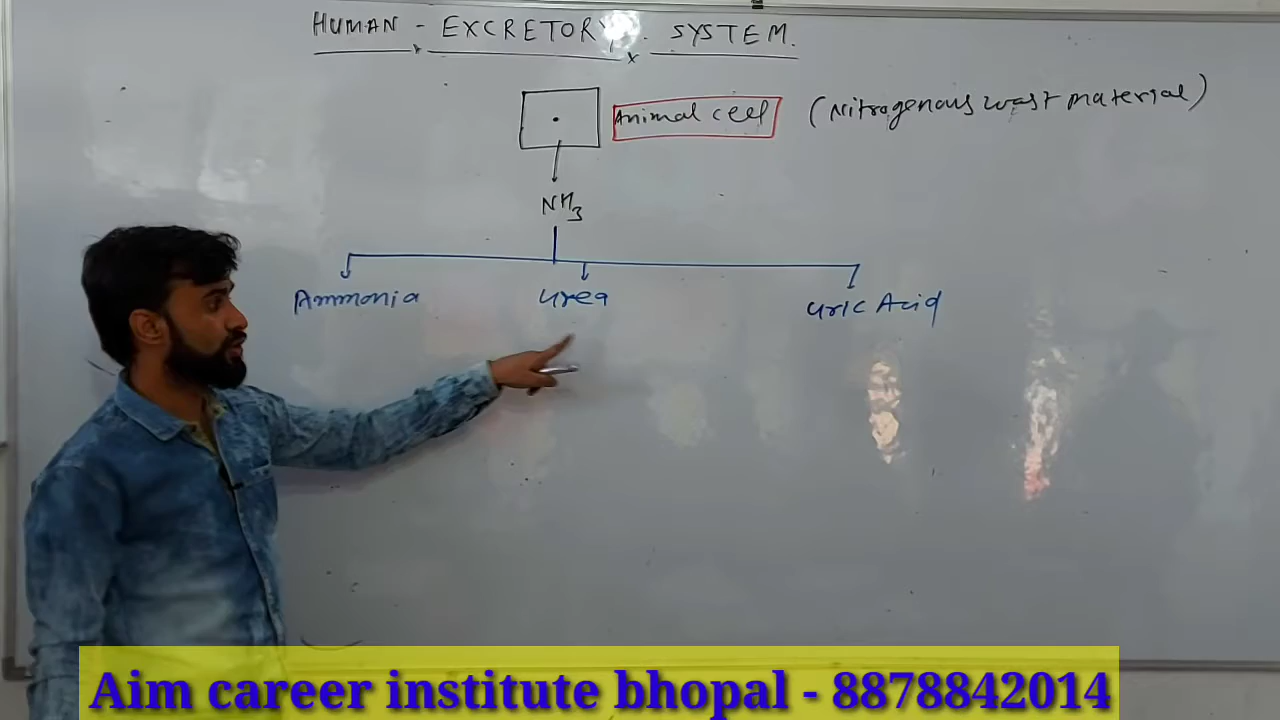 HUMAN - EXCRETORY SYSTEM.
Animal cell (Nitrogenous wast material)
NH3
Ammonia Urea Uric Acid
Aim career institute bhopal - 8878842014